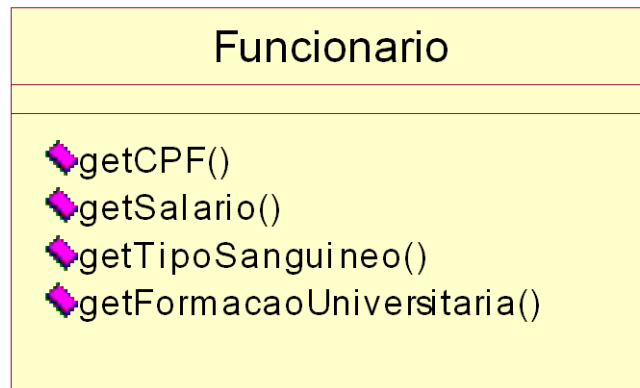 Funcionario
getCPF()
getSalario()
getTipoSanguineo()
getFormacaoUniversitaria()